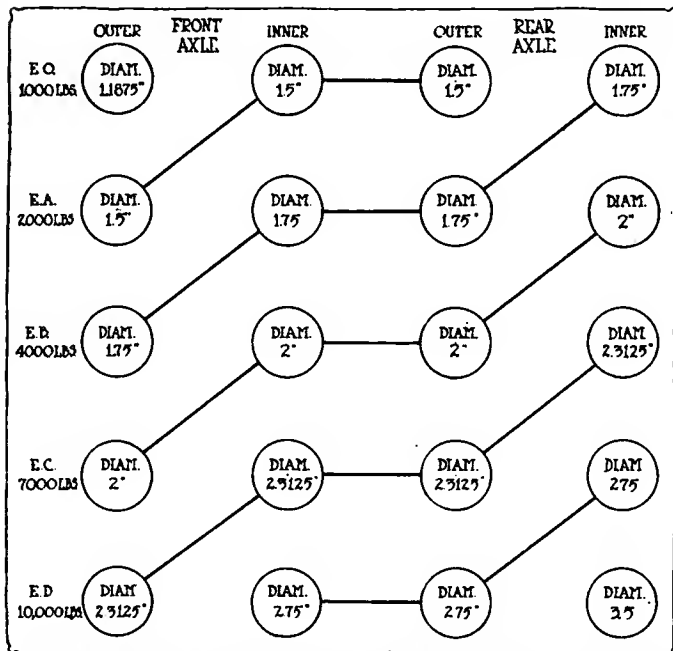 OUTER FRONT AXLE INNER OUTER REAR AXLE INNER
E.O. 1000 LBS. DIAM. 1.1875" DIAM. 1.5" DIAM. 1.5" DIAM. 1.75"
E.A. 2000 LBS DIAM. 1.5" DIAM. 1.75 DIAM. 1.75" DIAM. 2"
E.B. 4000 LBS DIAM. 1.75" DIAM. 2" DIAM. 2" DIAM. 2.3125"
E.C. 7000 LBS DIAM. 2" DIAM. 2.3125" DIAM. 2.3125" DIAM 2.75
E.D 10,000 LBS DIAM 2.3125" DIAM. 2.75" DIAM. 2.75" DIAM. 3.5